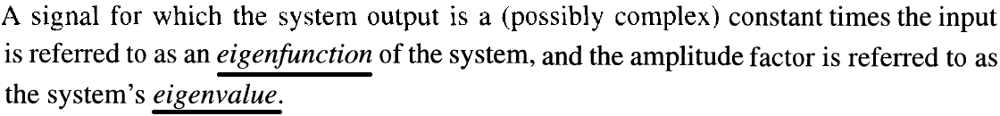 A signal for which the system output is a (possibly complex) constant times the input
is referred to as an eigenfunction of the system, and the amplitude factor is referred to as
the system's eigenvalue.